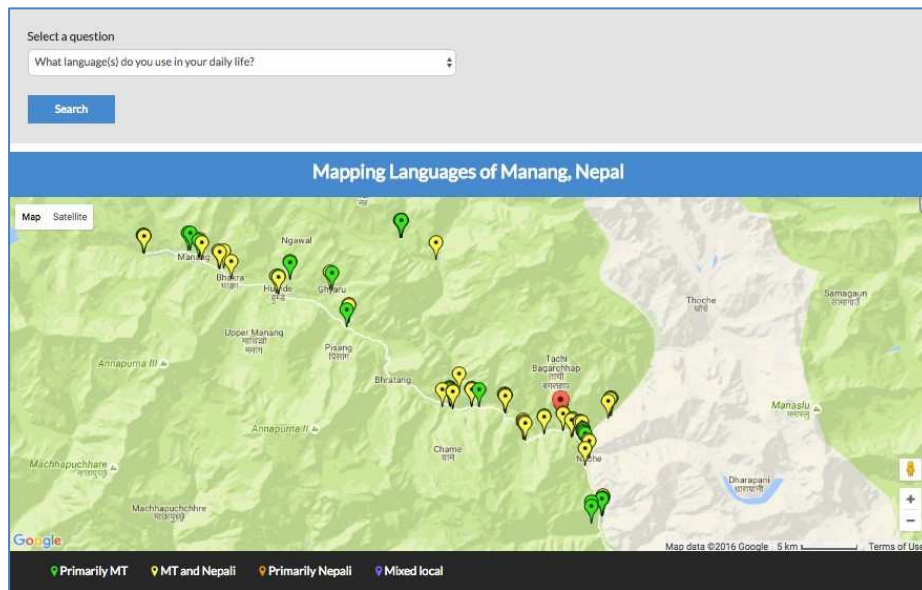 Select a question
What language(s) do you use in your daily life?
Search
Mapping Languages of Manang, Nepal
Map Satellite
Ngawal
Manang
Bhakra
Humde
हुम्डे
Ghyaru
Upper Manang
Pisang
पिसाङ
Bhratang
Annapurna III
Annapurna II
Chame
चामे
Tachi
Bagarchhap
ताची
बगरछाप
Thoche
थोचे
Samagaun
सामागाउँ
Manaslu
मनास्लु
Machhapuchhare
Machhapuchchhre
Dharapani
धारापानी
Google
Map data ©2016 Google 5 km Terms of Use
Primarily MT MT and Nepali Primarily Nepali Mixed local